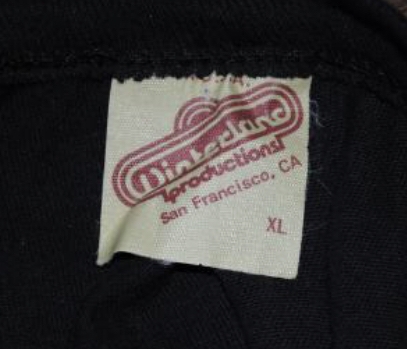 Winterland
productions
San Francisco, CA
XL